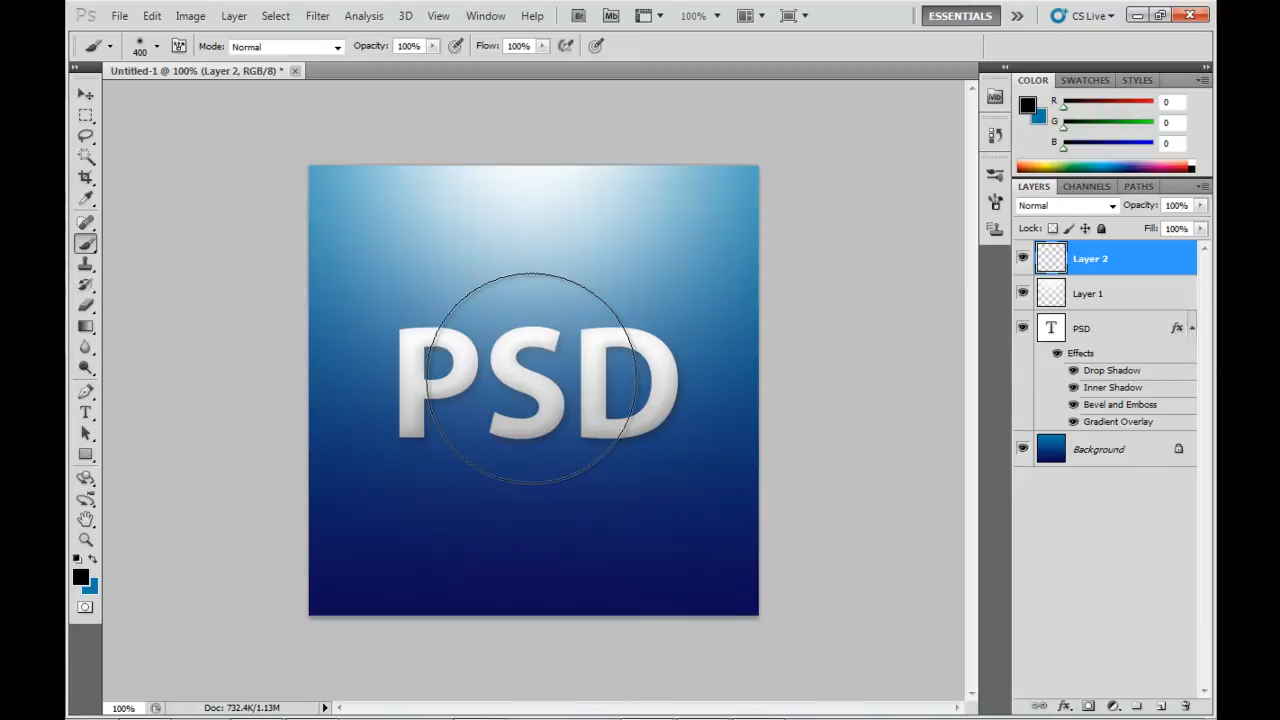 Ps File Edit Image Layer Select Filter Analysis 3D View Window Help Br Mb 100% ESSENTIALS CS Live
400 Mode: Normal Opacity: 100% Flow: 100%
Untitled-1 @ 100% (Layer 2, RGB/8) *
COLOR SWATCHES STYLES
Mb
R 0
G 0
B 0
LAYERS CHANNELS PATHS
Normal Opacity: 100%
Lock: Fill: 100%
Layer 2
Layer 1
T PSD fx
Effects
Drop Shadow
Inner Shadow
Bevel and Emboss
Gradient Overlay
Background
PSD
T
100% Doc: 732.4K/1.13M
fx